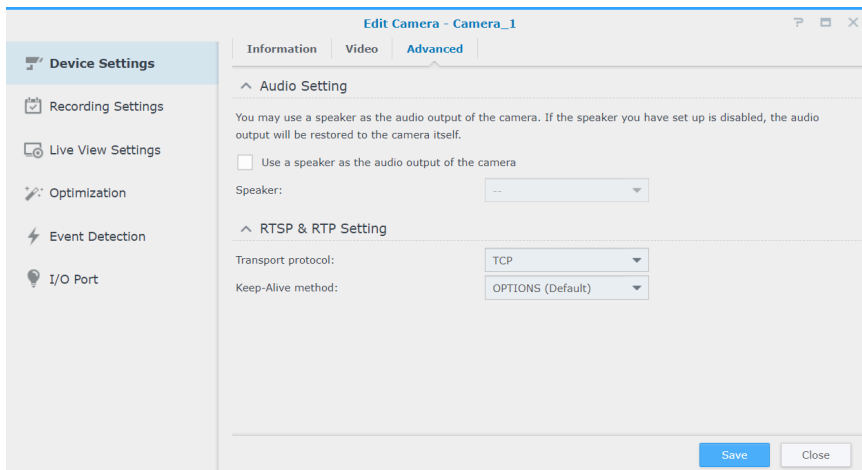 Edit Camera - Camera_1
Device Settings
Recording Settings
Live View Settings
Optimization
Event Detection
I/O Port
Information Video Advanced
Audio Setting
You may use a speaker as the audio output of the camera. If the speaker you have set up is disabled, the audio
output will be restored to the camera itself.
Use a speaker as the audio output of the camera
Speaker: --
RTSP & RTP Setting
Transport protocol: TCP
Keep-Alive method: OPTIONS (Default)
Save Close